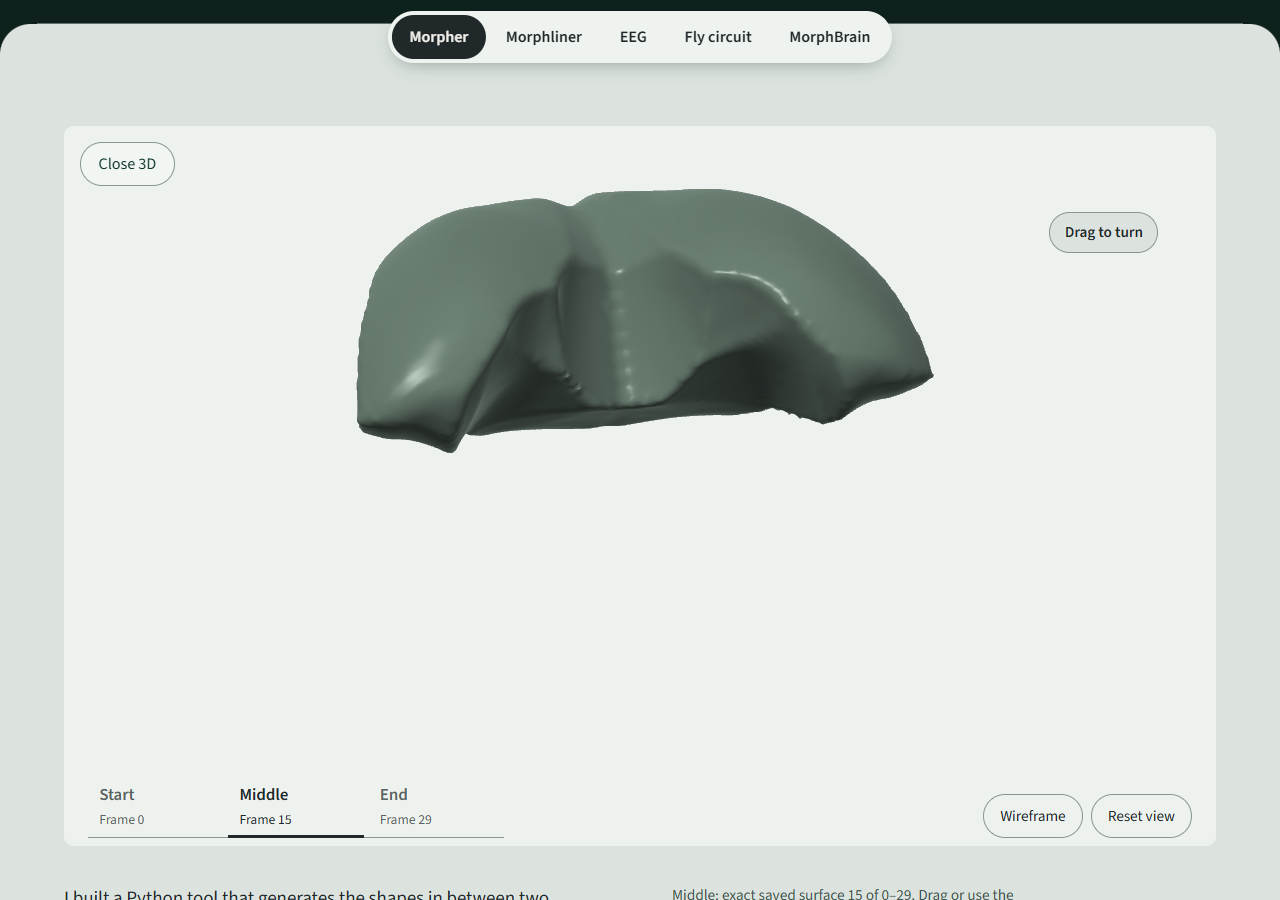 Morpher Morphliner EEG Fly circuit MorphBrain
Close 3D
Drag to turn
Start Middle End
Frame 0 Frame 15 Frame 29
Wireframe Reset view
I built a Python tool that generates the shapes in between two
Middle: exact saved surface 15 of 0–29. Drag or use the